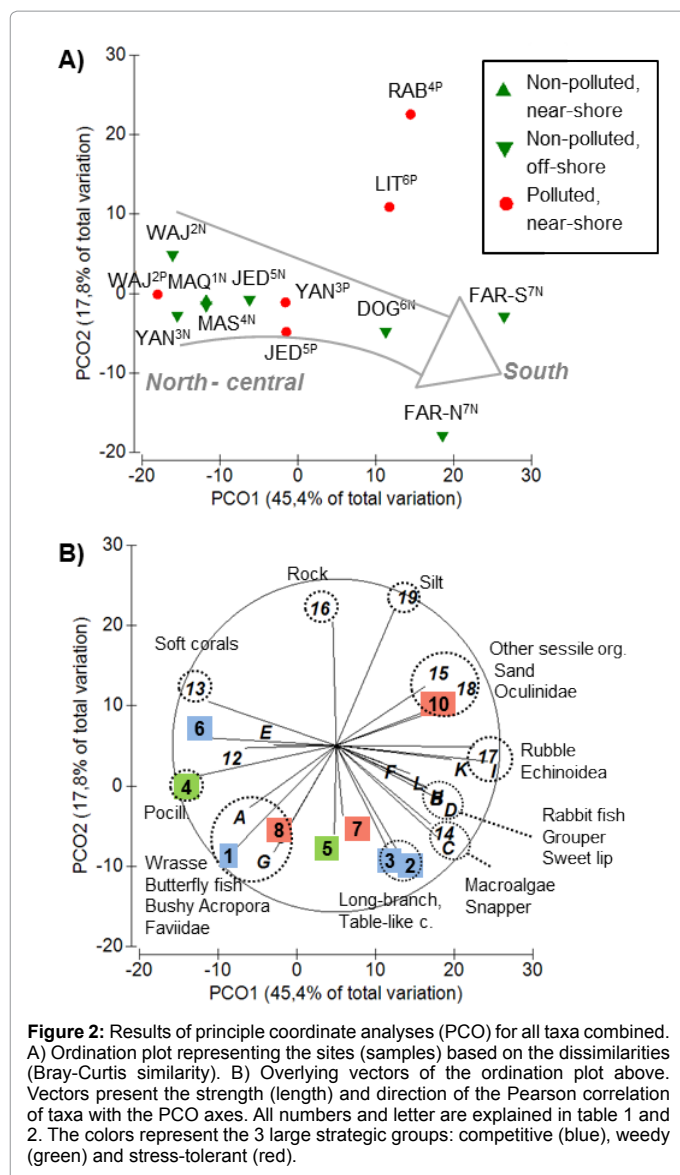 A)
RAB4P
LIT6P
Non-polluted,
near-shore
Non-polluted,
off-shore
Polluted,
near-shore
WAJ2N
WAJ2P MAQ1N JED5N
YAN3P
FAR-S7N
DOG6N
MAS4N
YAN3N
JED5P
North - central
South
FAR-N7N
PCO2 (17,8% of total variation)
30
20
10
0
-10
-20
-20 -10 0 10 20 30
PCO1 (45,4% of total variation)
B)
Rock
Silt
16
19
Soft corals
13
Other sessile org.
Sand
Oculinidae
15
18
10
6
E
12
17
I
K
Rubble
Echinoidea
4
Pocill.
F
L
B
H
D
Rabbit fish
Grouper
Sweet lip
A
8
1
G
5
7
3
2
14
C
Wrasse
Butterfly fish
Bushy Acropora
Faviidae
Long-branch,
Table-like c.
Macroalgae
Snapper
PCO2 (17,8% of total variation)
30
20
10
0
-10
-20
-20 -10 0 10 20 30
PCO1 (45,4% of total variation)
Figure 2: Results of principle coordinate analyses (PCO) for all taxa combined.
A) Ordination plot representing the sites (samples) based on the dissimilarities
(Bray-Curtis similarity). B) Overlying vectors of the ordination plot above.
Vectors present the strength (length) and direction of the Pearson correlation
of taxa with the PCO axes. All numbers and letter are explained in table 1 and
2. The colors represent the 3 large strategic groups: competitive (blue), weedy
(green) and stress-tolerant (red).